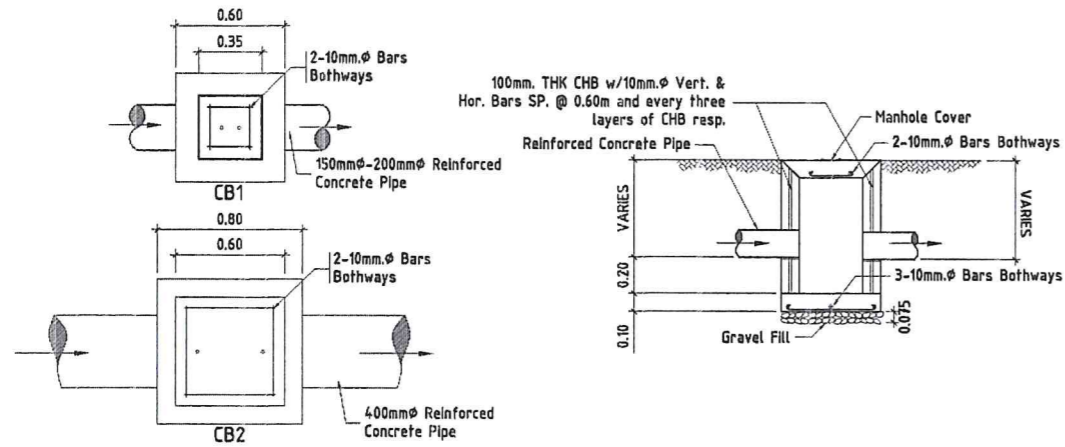 0.60
0.35
2-10mm.ø Bars
Bothways
150mmø-200mmø Reinforced
Concrete Pipe
CB1
0.80
0.60
2-10mm.ø Bars
Bothways
400mmø Reinforced
Concrete Pipe
CB2
100mm. THK CHB w/10mm.ø Vert. &
Hor. Bars SP. @ 0.60m and every three
layers of CHB resp.
Reinforced Concrete Pipe
Manhole Cover
2-10mm.ø Bars Bothways
VARIES
VARIES
0.20
3-10mm.ø Bars Bothways
0.10
Gravel Fill
0.075